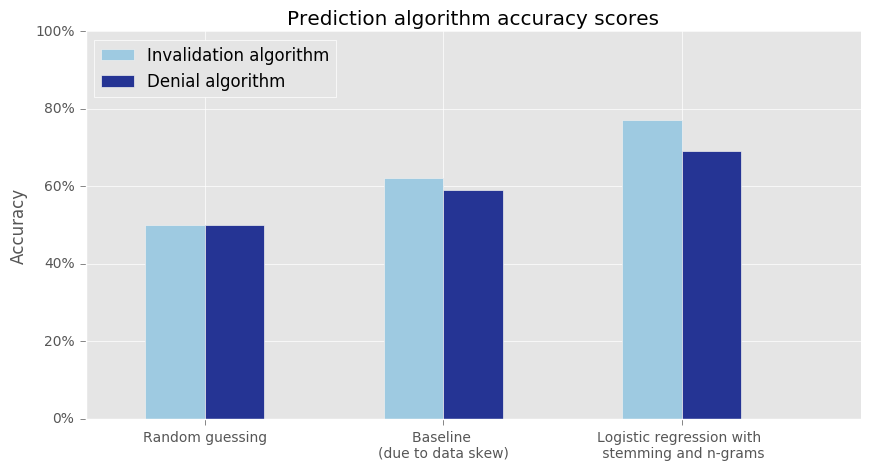 Prediction algorithm accuracy scores
100%
Invalidation algorithm
Denial algorithm
80%
60%
40%
20%
0%
Accuracy
Random guessing
Baseline
(due to data skew)
Logistic regression with
stemming and n-grams